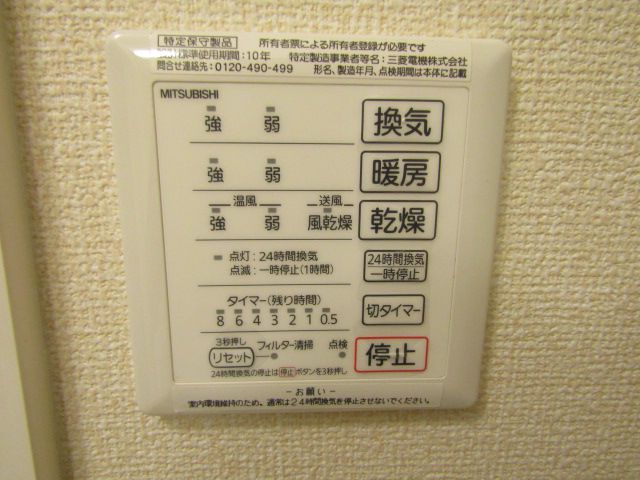 特定保守製品 所有者票による所有者登録が必要です
設計標準使用期間:10年 特定製造事業者等名:三菱電機株式会社
問合せ連絡先:0120-490-499 形名、製造年月、点検期間は本体に記載
MITSUBISHI
強 弱 換気
強 弱 暖房
温風 送風
強 弱 風乾燥 乾燥
点灯:24時間換気 24時間換気
点滅:一時停止(1時間) 一時停止
タイマー(残り時間) 切タイマー
8 6 4 3 2 1 0.5
3秒押し
リセット フィルター清掃 点検 停止
24時間換気の停止は停止ボタンを3秒押し
-お願い-
室内環境維持のため、通常は24時間換気を停止させないでください。